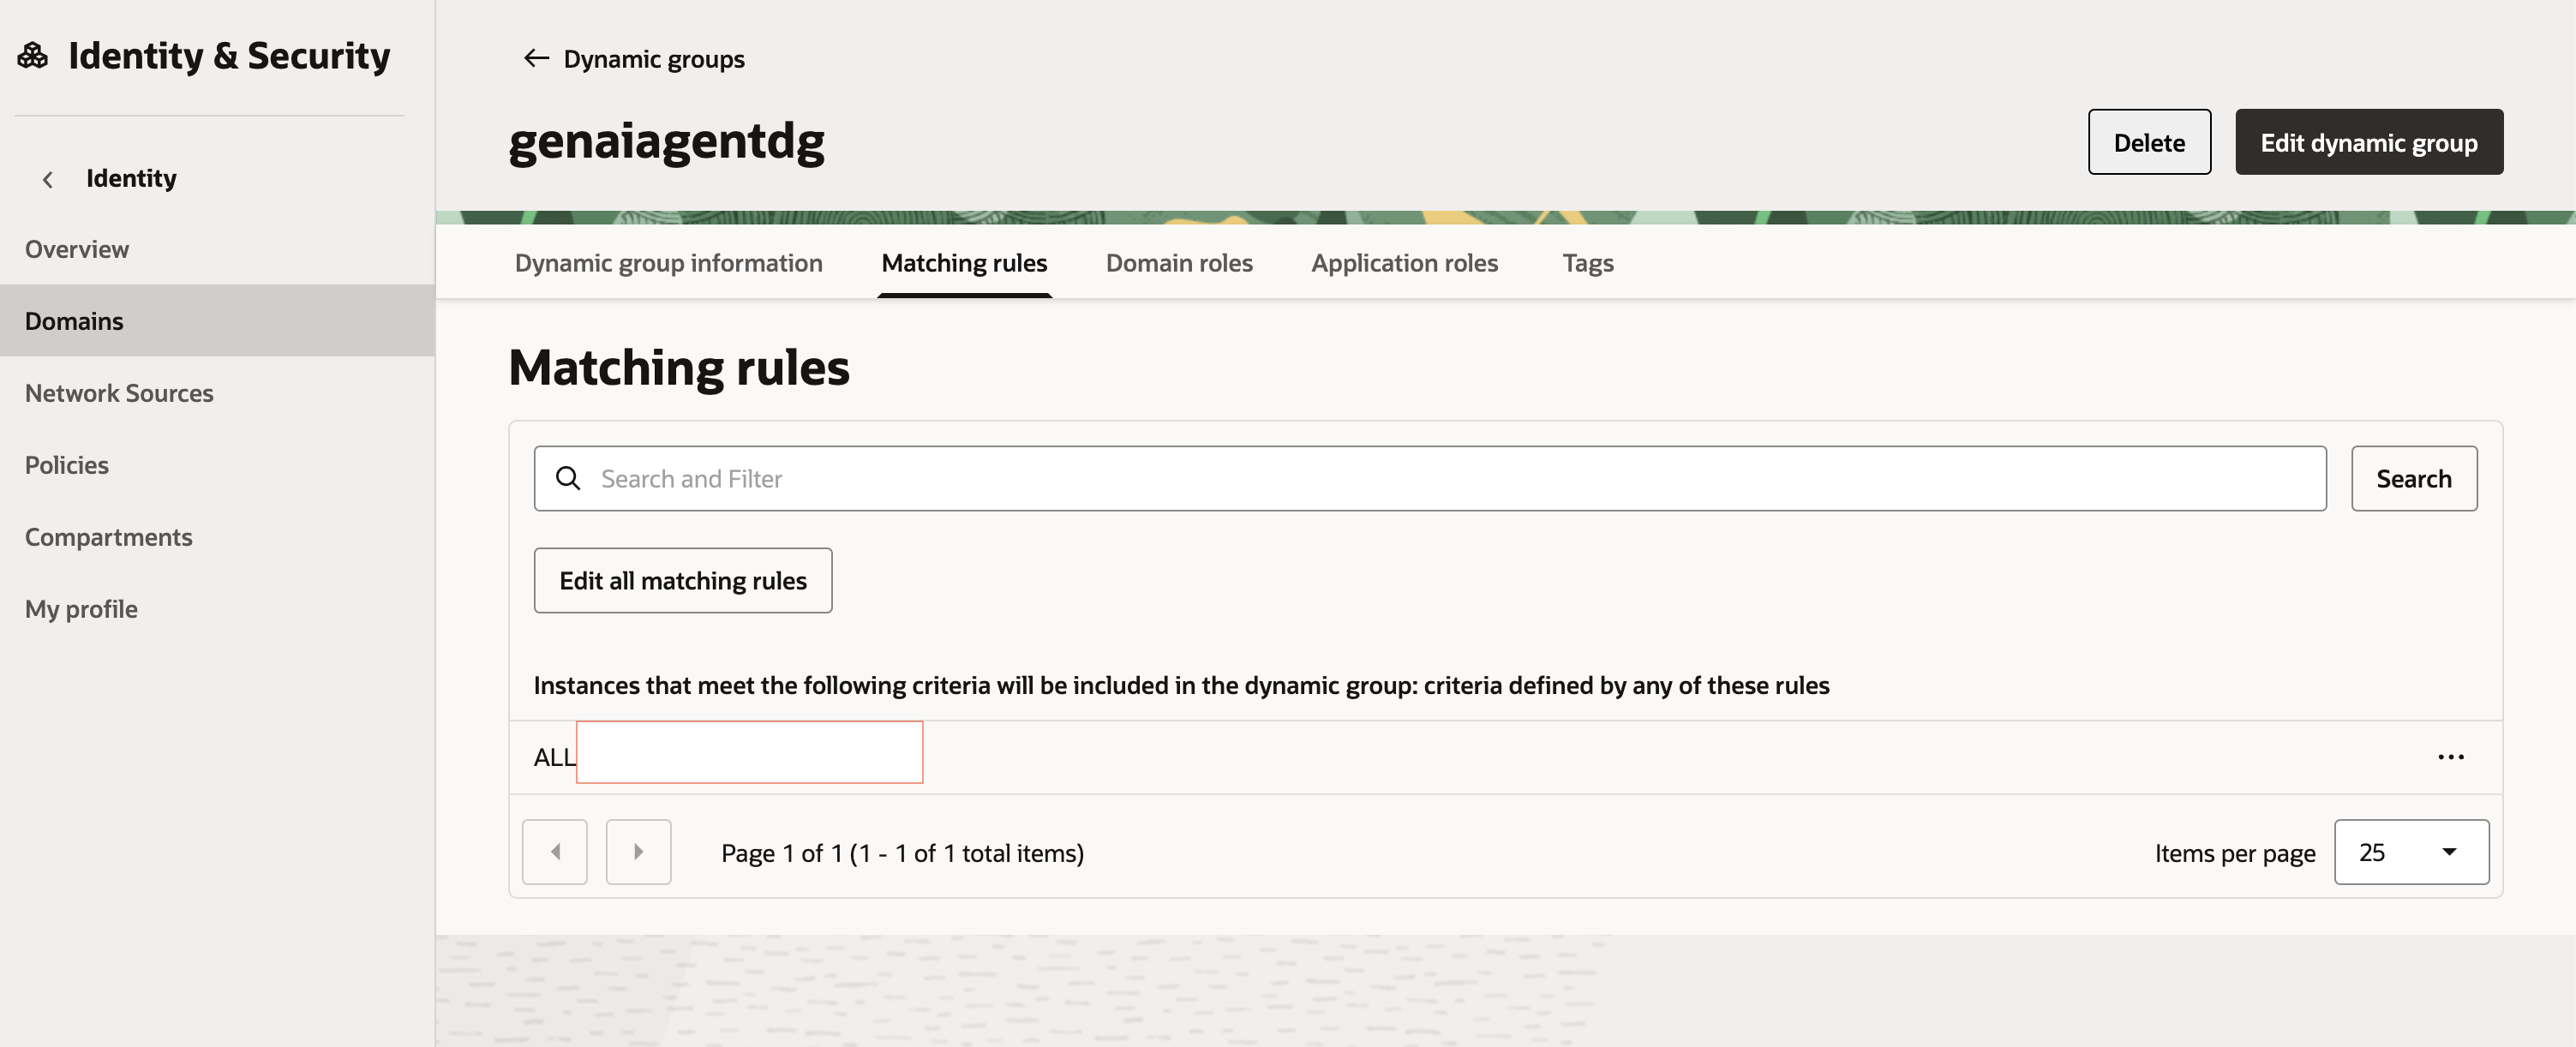 Identity & Security
Identity
Overview
Domains
Network Sources
Policies
Compartments
My profile
Dynamic groups
genaiagentdg
Delete
Edit dynamic group
Dynamic group information
Matching rules
Domain roles
Application roles
Tags
Matching rules
Search and Filter
Search
Edit all matching rules
Instances that meet the following criteria will be included in the dynamic group: criteria defined by any of these rules
ALL
Page 1 of 1 (1 - 1 of 1 total items)
Items per page
25